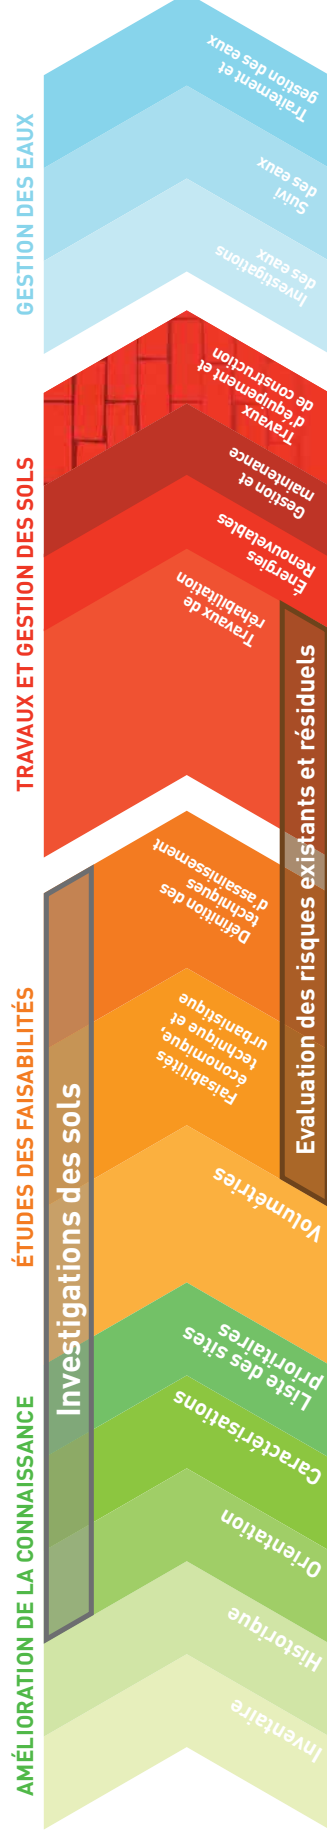 AMÉLIORATION DE LA CONNAISSANCE
Inventaire
Historique
Orientation
Caractérisations
Liste des sites
prioritaires
Investigations des sols
ÉTUDES DES FAISABILITÉS
Volumétries
Faisabilités
économique,
technique et
urbanistique
Définition des
techniques
d'assainissement
Evaluation des risques existants et résiduels
TRAVAUX ET GESTION DES SOLS
Travaux de
réhabilitation
Énergies
Renouvelables
Gestion et
maintenance
Travaux
d'équipement et
de construction
GESTION DES EAUX
Investigations
des eaux
Suivi
des eaux
Traitement et
gestion des eaux